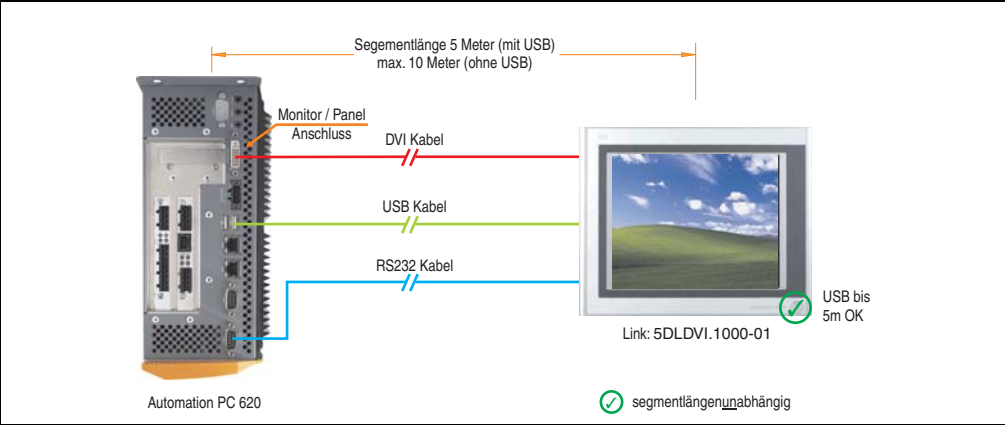 Segementlänge 5 Meter (mit USB)
max. 10 Meter (ohne USB)
Monitor / Panel
Anschluss
DVI Kabel
USB Kabel
RS232 Kabel
USB bis
5m OK
Link: 5DLDVI.1000-01
Automation PC 620
segmentlängenunabhängig